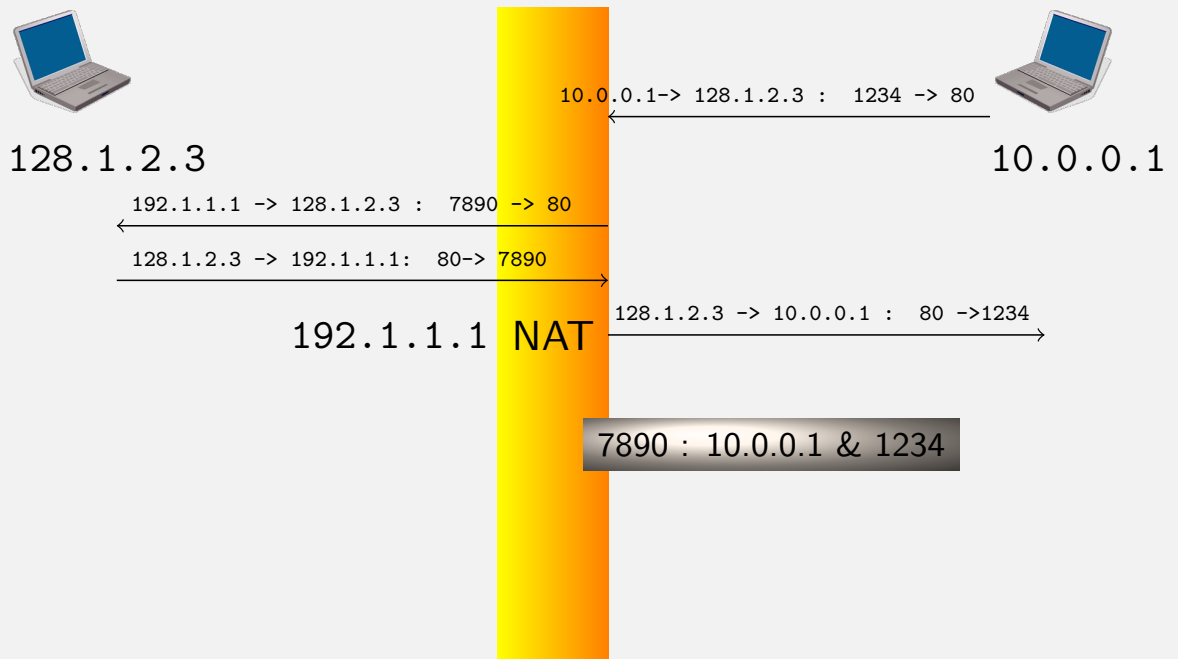 10.0.0.1-> 128.1.2.3 : 1234 -> 80
128.1.2.3
10.0.0.1
192.1.1.1 -> 128.1.2.3 : 7890 -> 80
128.1.2.3 -> 192.1.1.1: 80-> 7890
128.1.2.3 -> 10.0.0.1 : 80 ->1234
192.1.1.1 NAT
7890 : 10.0.0.1 & 1234